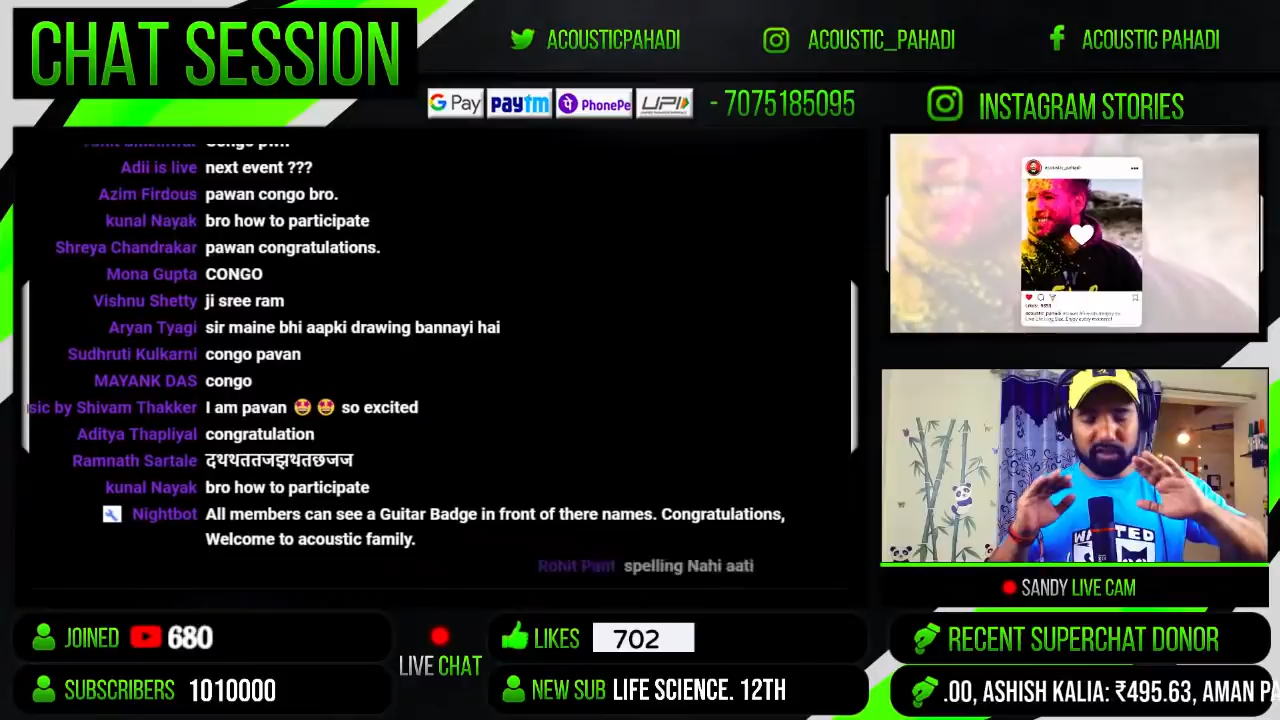 CHAT SESSION
ACOUSTICPAHADI
ACOUSTIC_PAHADI
ACOUSTIC PAHADI
G Pay
paytm
PhonePe
UPI
- 7075185095
INSTAGRAM STORIES
Adii is live next event ???
Azim Firdous pawan congo bro.
kunal Nayak bro how to participate
Shreya Chandrakar pawan congratulations.
Mona Gupta CONGO
Vishnu Shetty ji sree ram
Aryan Tyagi sir maine bhi aapki drawing bannayi hai
Sudhruti Kulkarni congo pavan
MAYANK DAS congo
sic by Shivam Thakker I am pavan 🤩 🤩 so excited
Aditya Thapliyal congratulation
Ramnath Sartale दथथततजझथतछजज
kunal Nayak bro how to participate
Nightbot All members can see a Guitar Badge in front of there names. Congratulations,
Welcome to acoustic family.
Rohit Pant spelling Nahi aati
acoustic_pahadi
WANTED
SANDY LIVE CAM
JOINED 680
LIVE CHAT
LIKES 702
RECENT SUPERCHAT DONOR
SUBSCRIBERS 1010000
NEW SUB LIFE SCIENCE. 12TH
.00, ASHISH KALIA: ₹495.63, AMAN PA